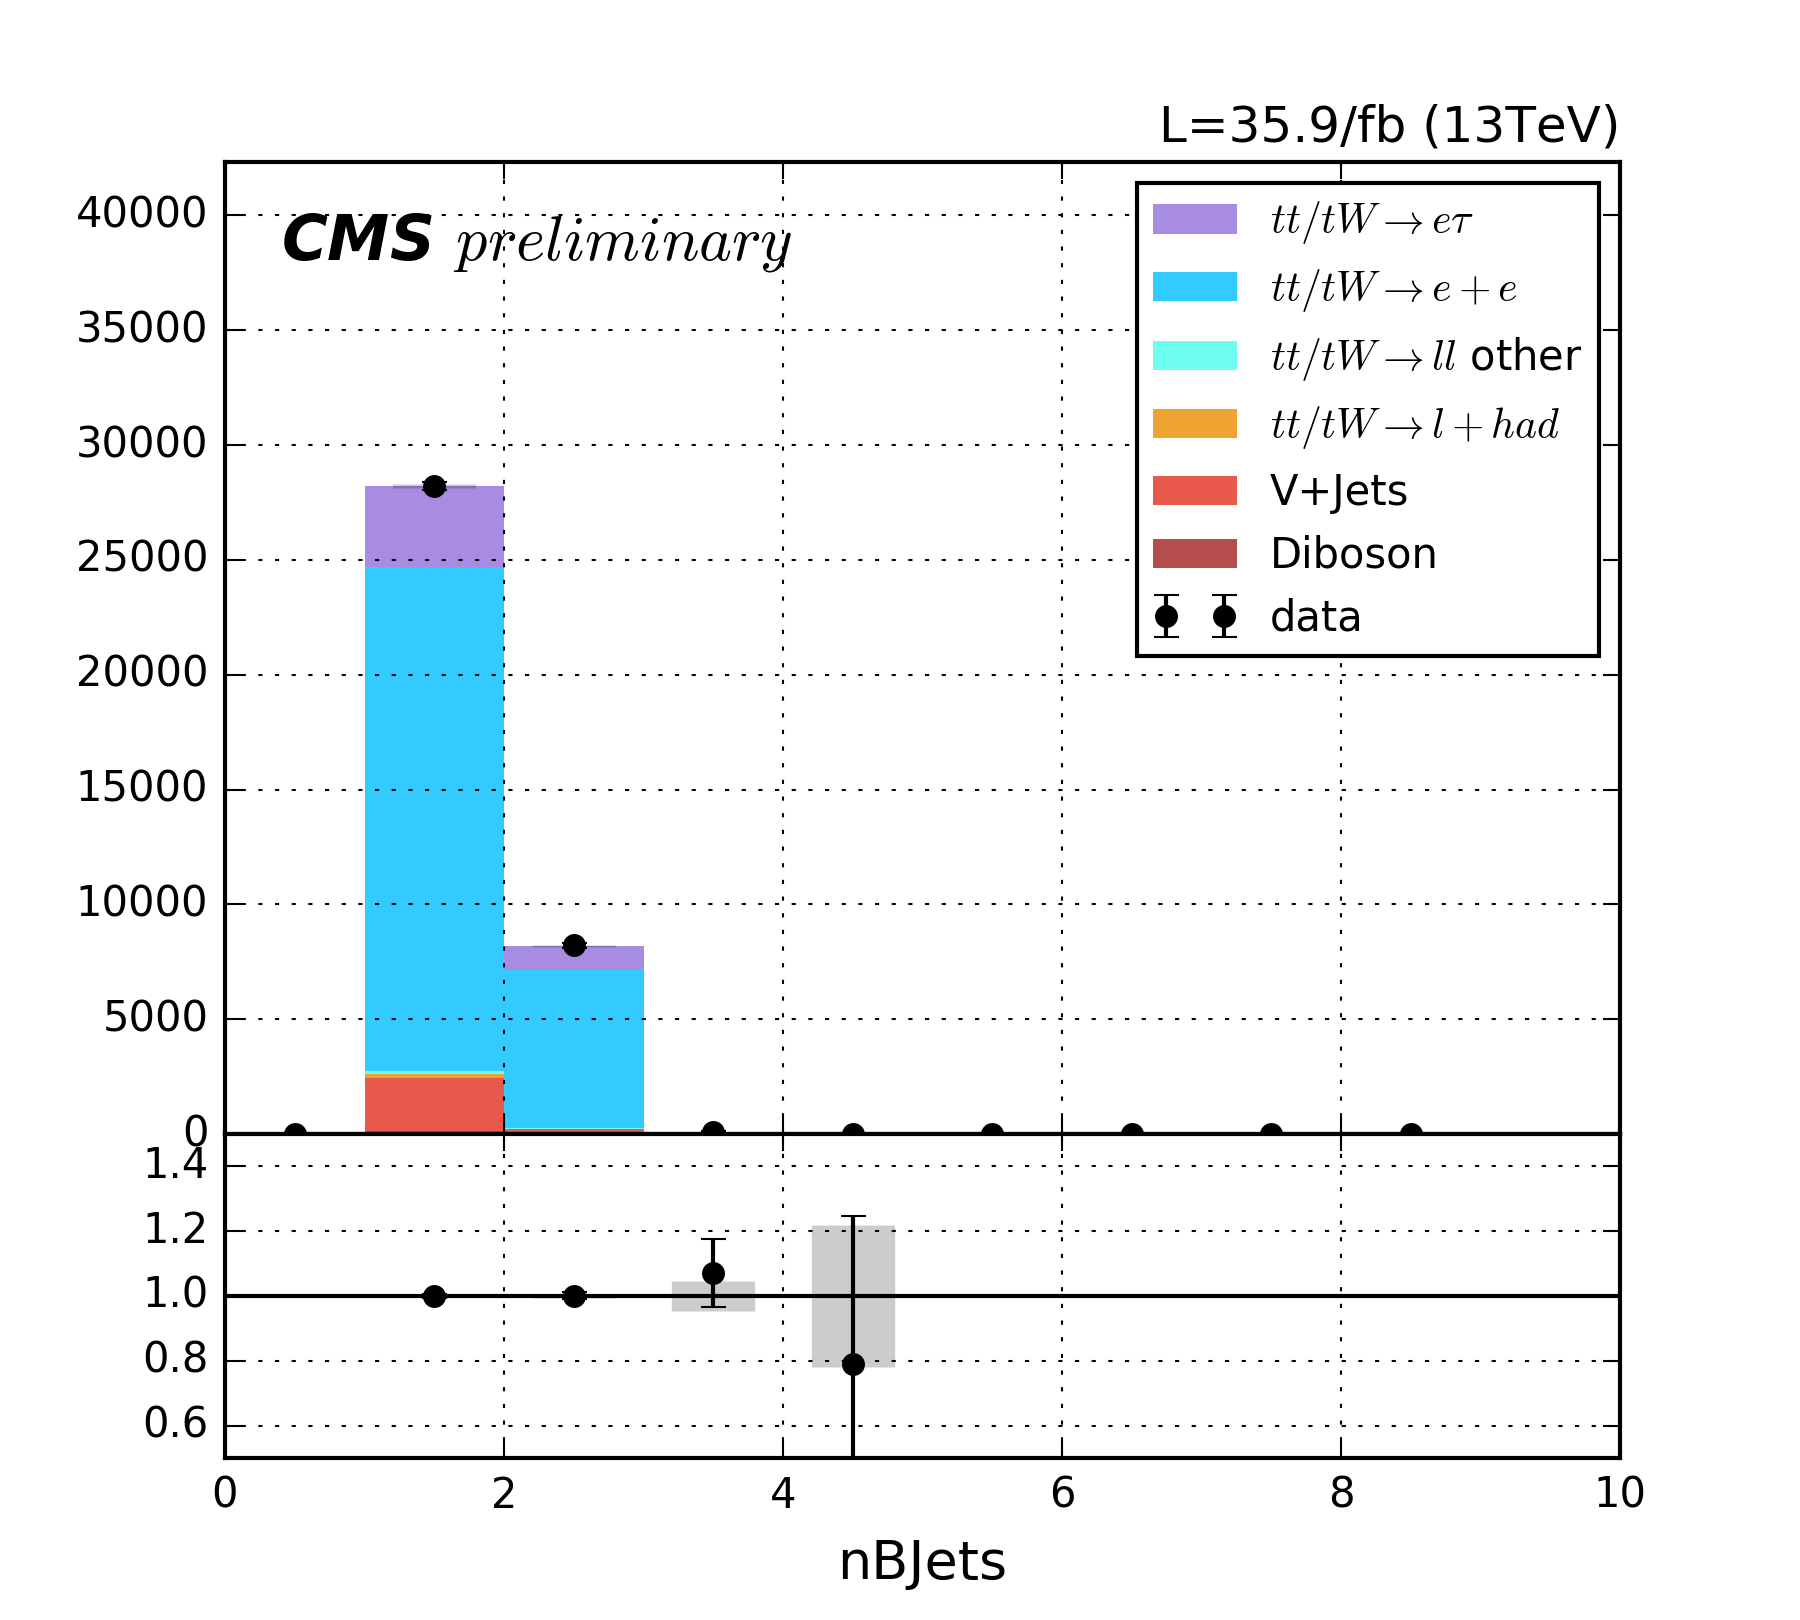 L=35.9/fb (13TeV)
CMS preliminary
40000
35000
30000
25000
20000
15000
10000
5000
0
tt/tW→eτ
tt/tW→e+e
tt/tW→ll other
tt/tW→l+had
V+Jets
Diboson
data
1.4
1.2
1.0
0.8
0.6
0 2 4 6 8 10
nBJets